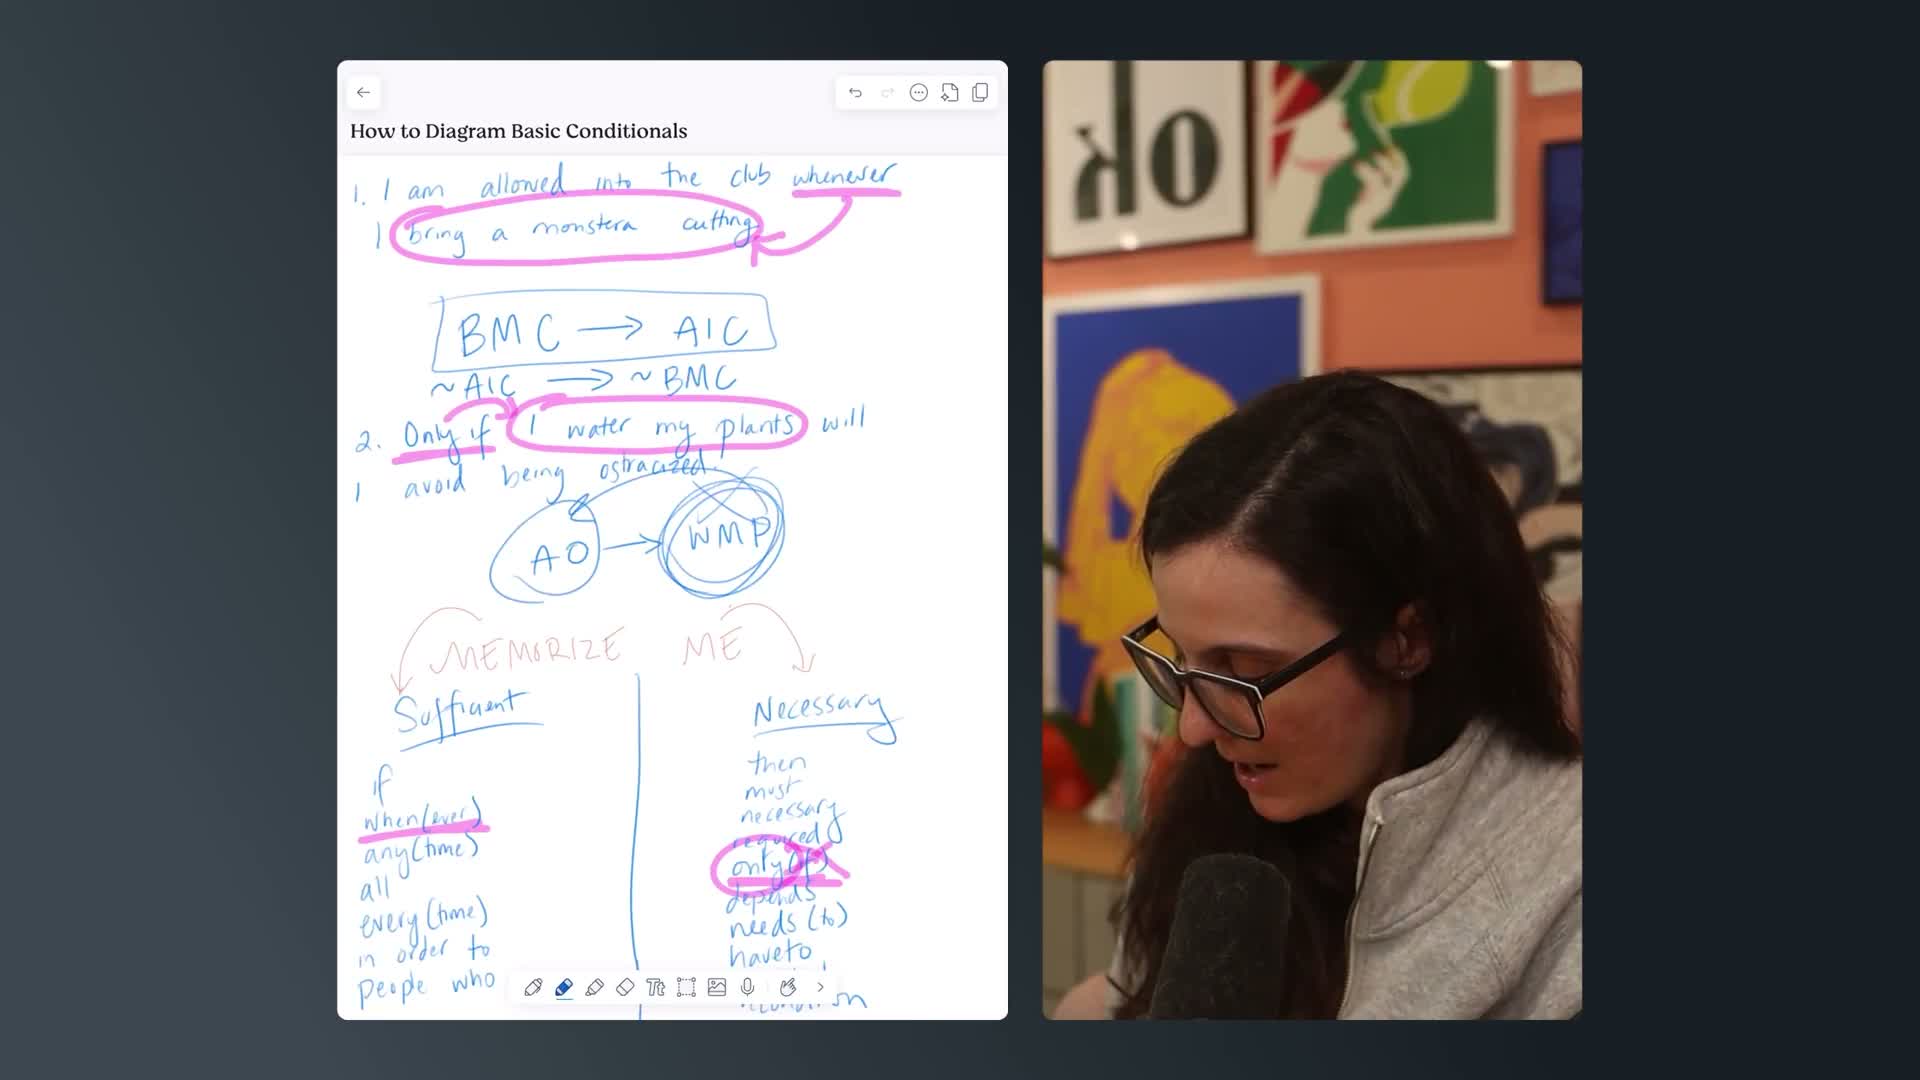 How to Diagram Basic Conditionals
1. I am allowed into the club whenever
I bring a monstera cutting
BMC → AIC
~AIC → ~BMC
2. Only if I water my plants will
I avoid being ostracized.
AO → WMP
MEMORIZE ME
Sufficient
Necessary
if
when(ever)
any(time)
all
every(time)
in order to
people who
then
must
necessary
required
only(if)
depends
needs (to)
have to
Tt
OK